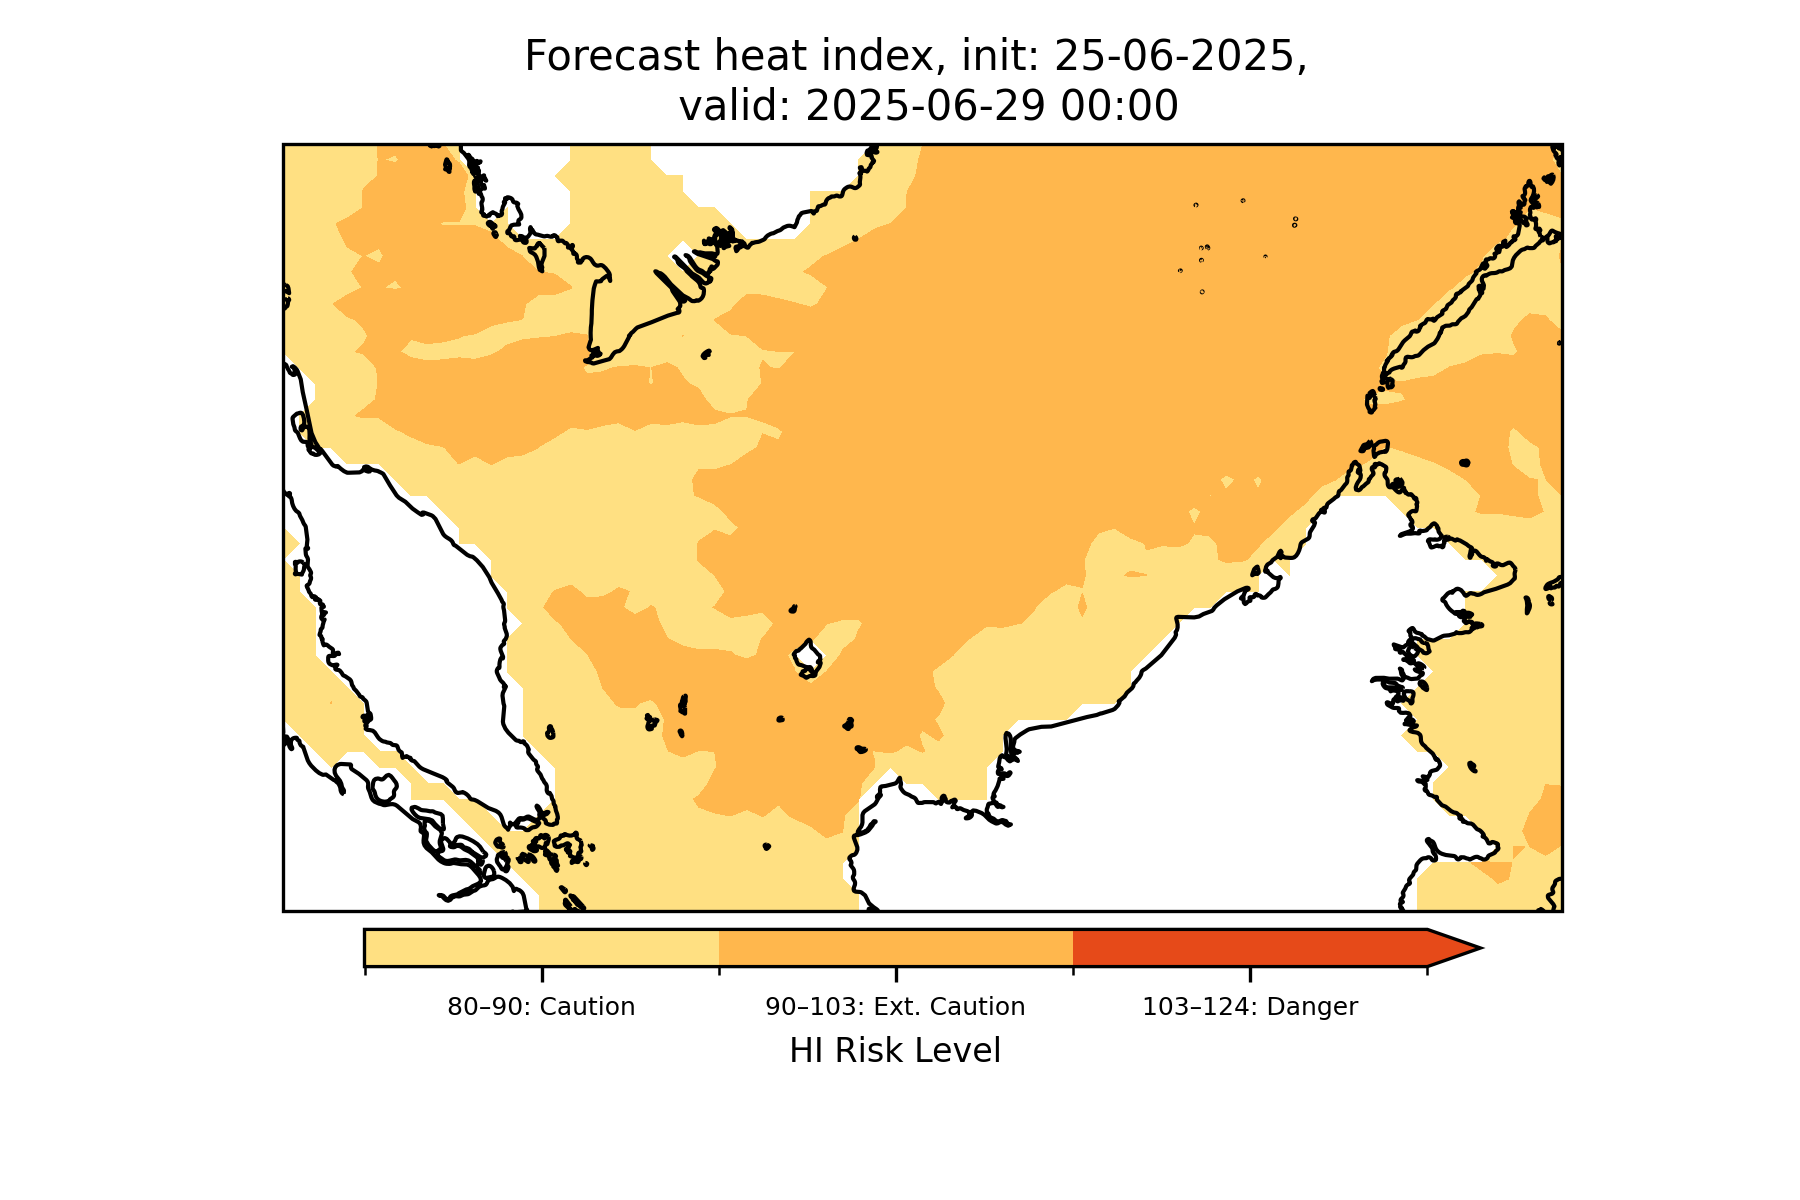 Forecast heat index, init: 25-06-2025,
valid: 2025-06-29 00:00
80–90: Caution
90–103: Ext. Caution
103–124: Danger
HI Risk Level